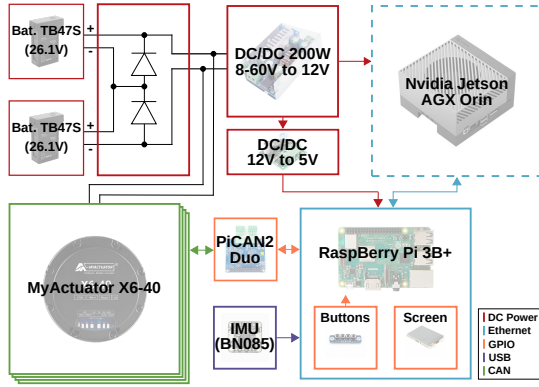 Bat. TB47S
(26.1V)
+
-
Bat. TB47S
(26.1V)
+
-
DC/DC 200W
8-60V to 12V
DC/DC
12V to 5V
Nvidia Jetson
AGX Orin
MyActuator X6-40
PiCAN2
Duo
RaspBerry Pi 3B+
IMU
(BN085)
Buttons
Screen
DC Power
Ethernet
GPIO
USB
CAN